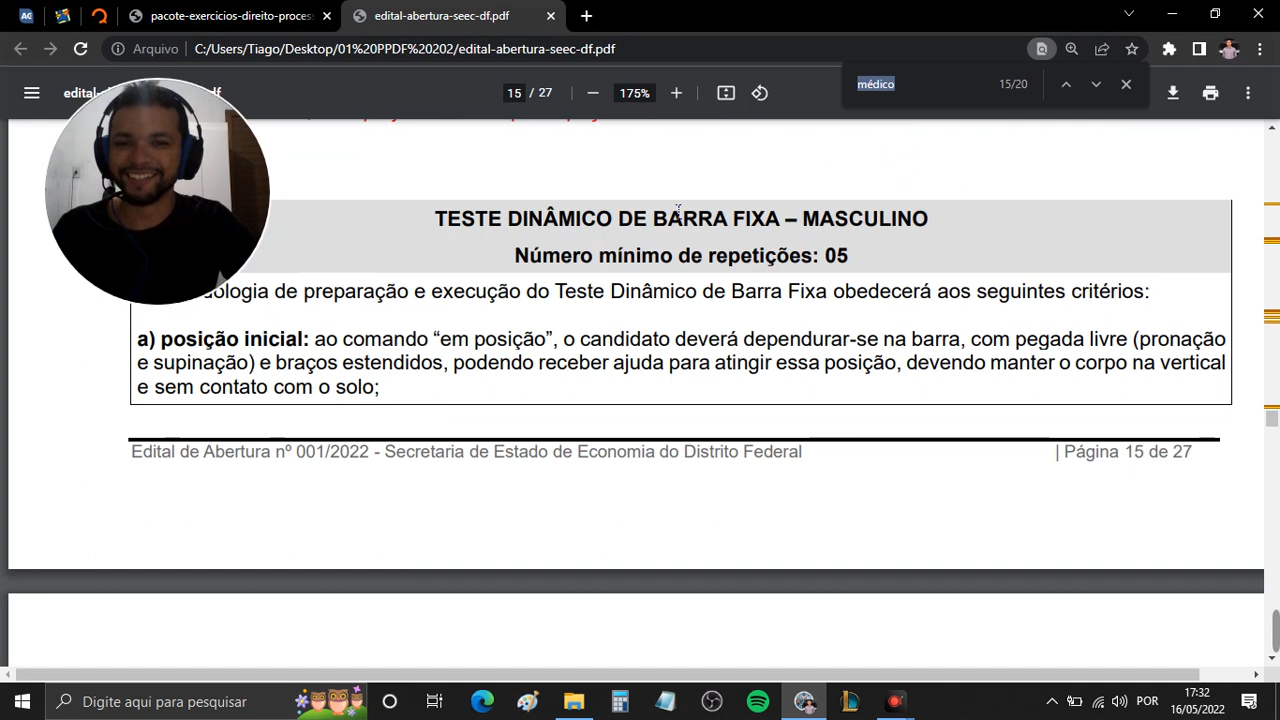 pacote-exercicios-direito-process
edital-abertura-seec-df.pdf
Arquivo
C:/Users/Tiago/Desktop/01%20PPDF%20202/edital-abertura-seec-df.pdf
médico
15/20
15 / 27
175%
TESTE DINÂMICO DE BARRA FIXA – MASCULINO
Número mínimo de repetições: 05
ologia de preparação e execução do Teste Dinâmico de Barra Fixa obedecerá aos seguintes critérios:
a) posição inicial: ao comando “em posição”, o candidato deverá dependurar-se na barra, com pegada livre (pronação
e supinação) e braços estendidos, podendo receber ajuda para atingir essa posição, devendo manter o corpo na vertical
e sem contato com o solo;
Edital de Abertura nº 001/2022 - Secretaria de Estado de Economia do Distrito Federal
| Página 15 de 27
Digite aqui para pesquisar
POR
17:32
16/05/2022